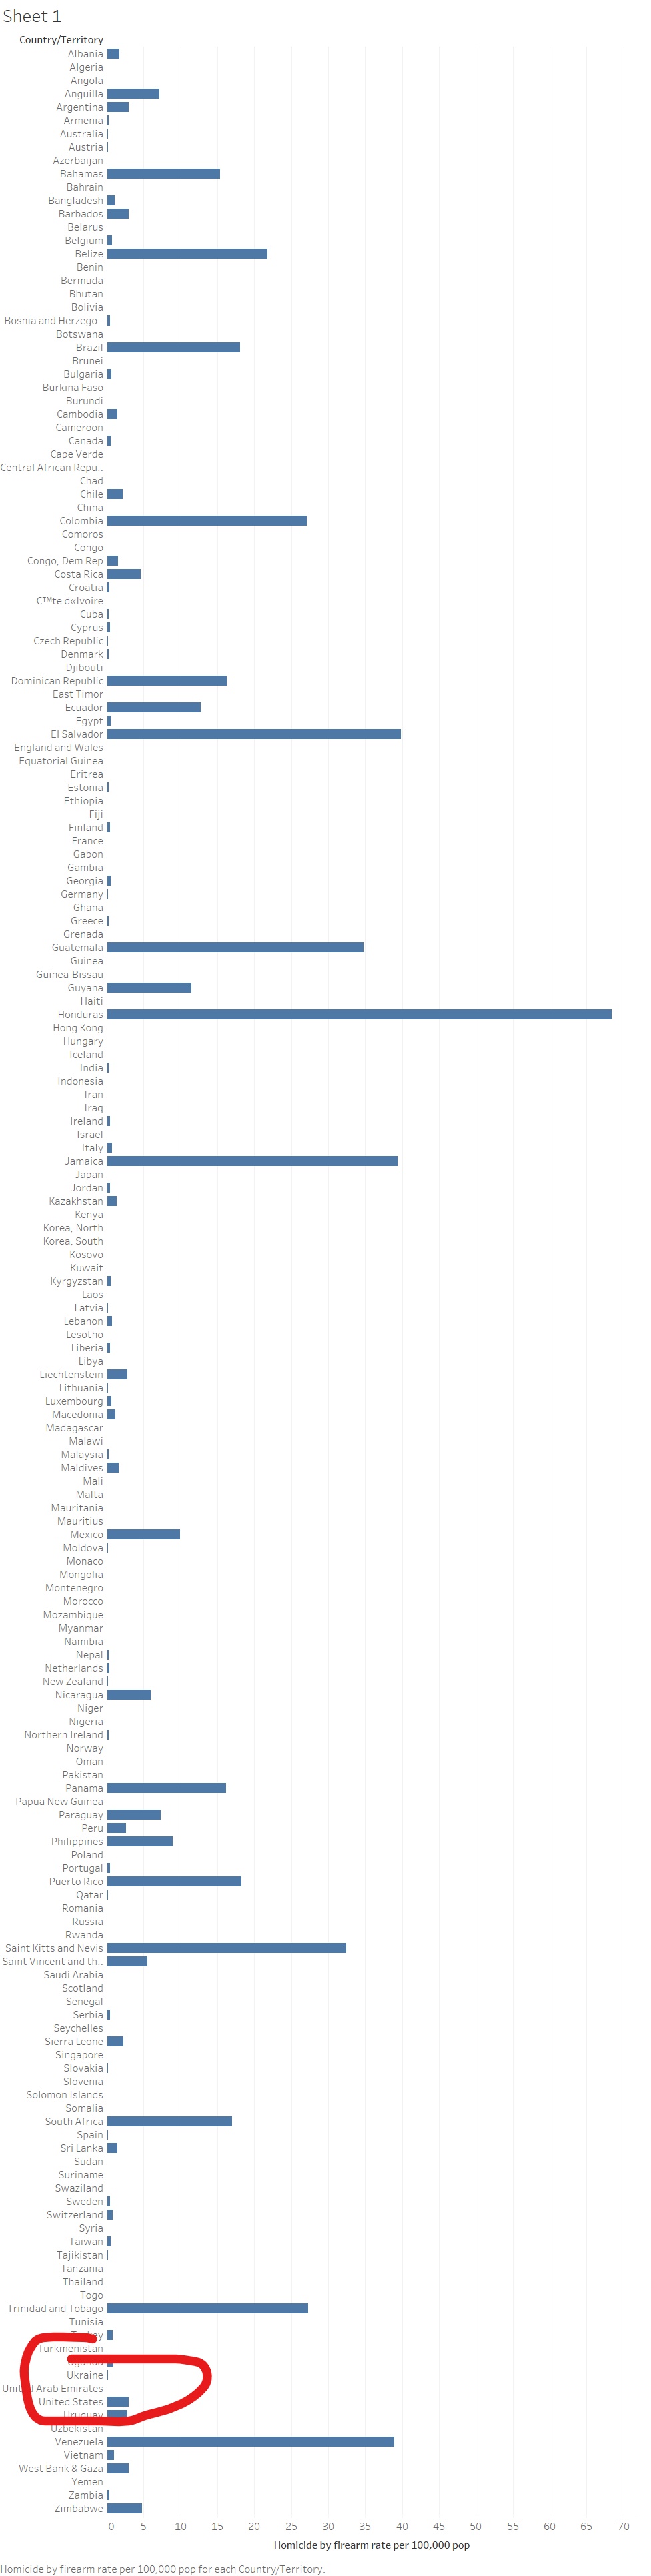 Sheet 1
Country/Territory
Albania
Algeria
Angola
Anguilla
Argentina
Armenia
Australia
Austria
Azerbaijan
Bahamas
Bahrain
Bangladesh
Barbados
Belarus
Belgium
Belize
Benin
Bermuda
Bhutan
Bolivia
Bosnia and Herzego..
Botswana
Brazil
Brunei
Bulgaria
Burkina Faso
Burundi
Cambodia
Cameroon
Canada
Cape Verde
Central African Repu..
Chad
Chile
China
Colombia
Comoros
Congo
Congo, Dem Rep
Costa Rica
Croatia
C™te d«Ivoire
Cuba
Cyprus
Czech Republic
Denmark
Djibouti
Dominican Republic
East Timor
Ecuador
Egypt
El Salvador
England and Wales
Equatorial Guinea
Eritrea
Estonia
Ethiopia
Fiji
Finland
France
Gabon
Gambia
Georgia
Germany
Ghana
Greece
Grenada
Guatemala
Guinea
Guinea-Bissau
Guyana
Haiti
Honduras
Hong Kong
Hungary
Iceland
India
Indonesia
Iran
Iraq
Ireland
Israel
Italy
Jamaica
Japan
Jordan
Kazakhstan
Kenya
Korea, North
Korea, South
Kosovo
Kuwait
Kyrgyzstan
Laos
Latvia
Lebanon
Lesotho
Liberia
Libya
Liechtenstein
Lithuania
Luxembourg
Macedonia
Madagascar
Malawi
Malaysia
Maldives
Mali
Malta
Mauritania
Mauritius
Mexico
Moldova
Monaco
Mongolia
Montenegro
Morocco
Mozambique
Myanmar
Namibia
Nepal
Netherlands
New Zealand
Nicaragua
Niger
Nigeria
Northern Ireland
Norway
Oman
Pakistan
Panama
Papua New Guinea
Paraguay
Peru
Philippines
Poland
Portugal
Puerto Rico
Qatar
Romania
Russia
Rwanda
Saint Kitts and Nevis
Saint Vincent and th..
Saudi Arabia
Scotland
Senegal
Serbia
Seychelles
Sierra Leone
Singapore
Slovakia
Slovenia
Solomon Islands
Somalia
South Africa
Spain
Sri Lanka
Sudan
Suriname
Swaziland
Sweden
Switzerland
Syria
Taiwan
Tajikistan
Tanzania
Thailand
Togo
Trinidad and Tobago
Tunisia
Turkey
Turkmenistan
Uganda
Ukraine
United Arab Emirates
United States
Uruguay
Uzbekistan
Venezuela
Vietnam
West Bank & Gaza
Yemen
Zambia
Zimbabwe
0 5 10 15 20 25 30 35 40 45 50 55 60 65 70
Homicide by firearm rate per 100,000 pop
Homicide by firearm rate per 100,000 pop for each Country/Territory.